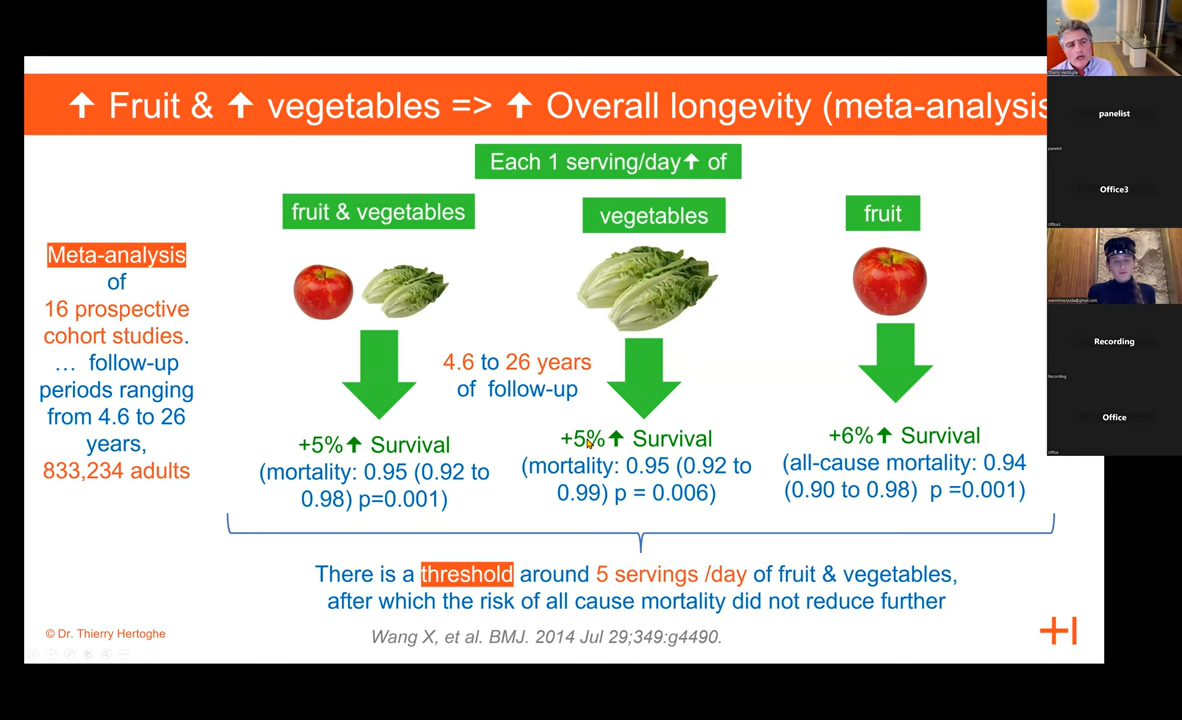 ↑ Fruit & ↑ vegetables => ↑ Overall longevity (meta-analysis
Each 1 serving/day↑ of
fruit & vegetables
vegetables
fruit
Meta-analysis
of
16 prospective
cohort studies.
… follow-up
periods ranging
from 4.6 to 26
years,
833,234 adults
4.6 to 26 years
of follow-up
+5%↑ Survival
(mortality: 0.95 (0.92 to
0.98) p=0.001)
+5%↑ Survival
(mortality: 0.95 (0.92 to
0.99) p = 0.006)
+6%↑ Survival
(all-cause mortality: 0.94
(0.90 to 0.98) p =0.001)
There is a threshold around 5 servings /day of fruit & vegetables,
after which the risk of all cause mortality did not reduce further
© Dr. Thierry Hertoghe
Wang X, et al. BMJ. 2014 Jul 29;349:g4490.
Thierry Hertoghe
panelist
panelist
Office3
Office3
Recording
Recording
Office
Office